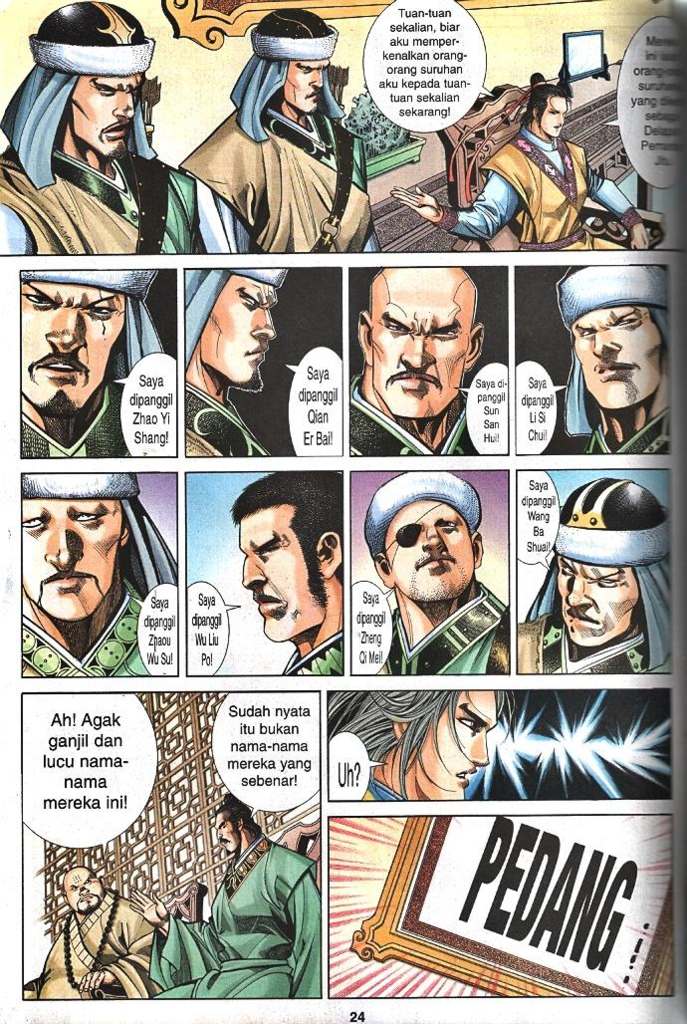 Tuan-tuan
sekalian, biar
aku memper-
kenalkan orang-
orang suruhan
aku kepada tuan-
tuan sekalian
sekarang!
ini
orang-
suruhan
yang
sebagai
Pemanah
Jib.
Saya
dipanggil
Zhao Yi
Shang!
Saya
dipanggil
Qian
Er Bai!
Saya di-
panggil
Sun
San
Hui!
Saya
dipanggil
Li Si
Chui!
Saya
dipanggil
Zhaou
Wu Su!
Saya
dipanggil
Wu Liu
Po!
Saya
dipanggil
Zheng
Qi Mei!
Saya
dipanggil
Wang
Ba
Shuai!
Ah! Agak
ganjil dan
lucu nama-
nama
mereka ini!
Sudah nyata
itu bukan
nama-nama
mereka yang
sebenar!
Uh?
PEDANG...
24